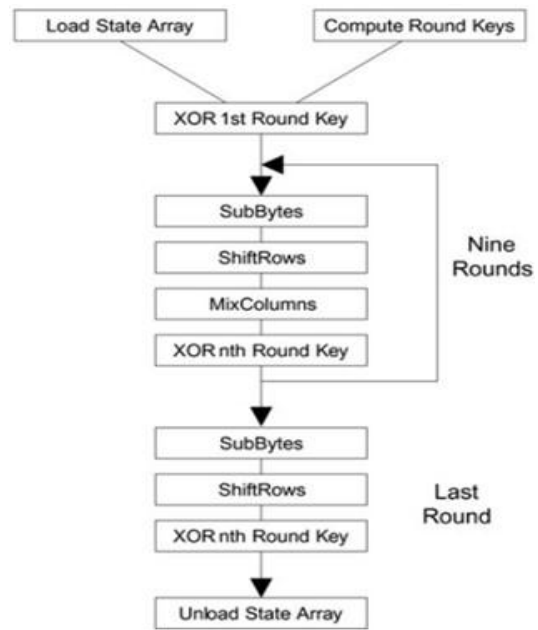 Load State Array
Compute Round Keys
XOR 1st Round Key
SubBytes
ShiftRows
MixColumns
XOR nth Round Key
Nine
Rounds
SubBytes
ShiftRows
XOR nth Round Key
Last
Round
Unload State Array